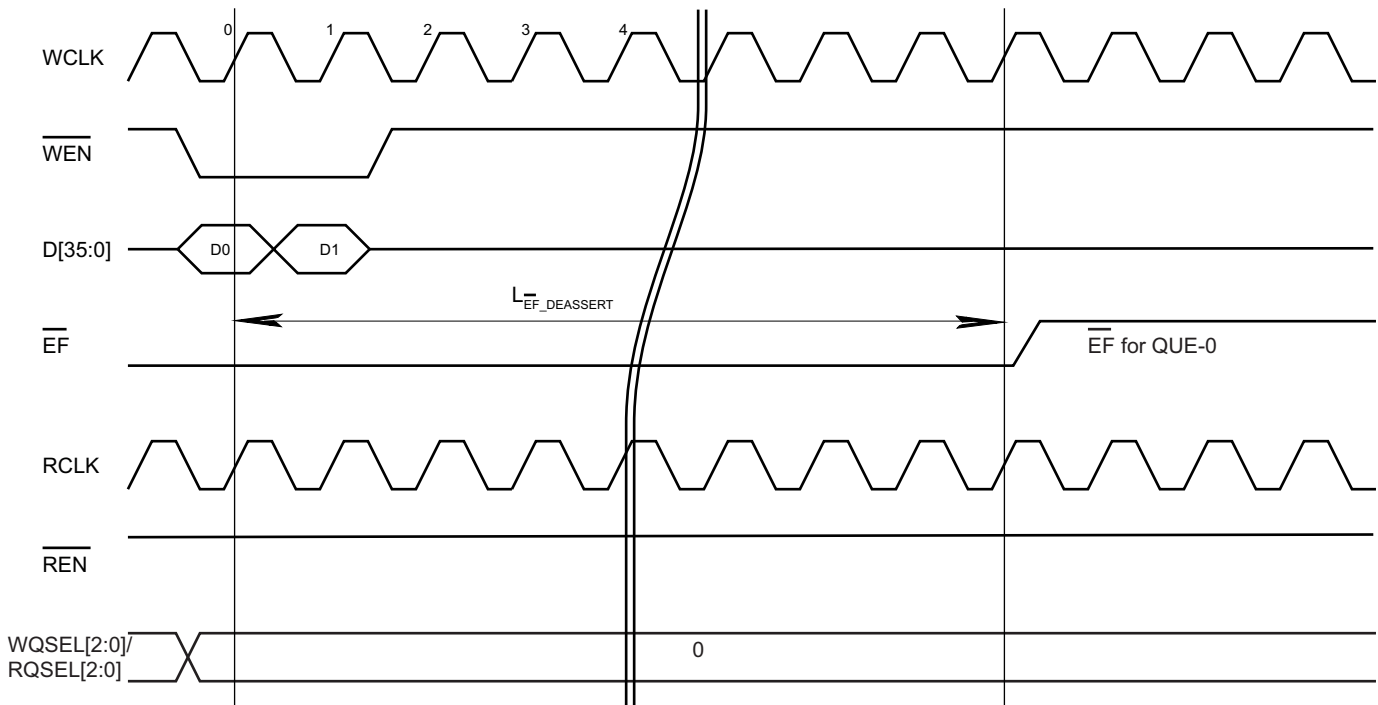 0 1 2 3 4
WCLK
WEN
D[35:0] D0 D1
LEF_DEASSERT
EF
EF for QUE-0
RCLK
REN
WQSEL[2:0]/
RQSEL[2:0]
0